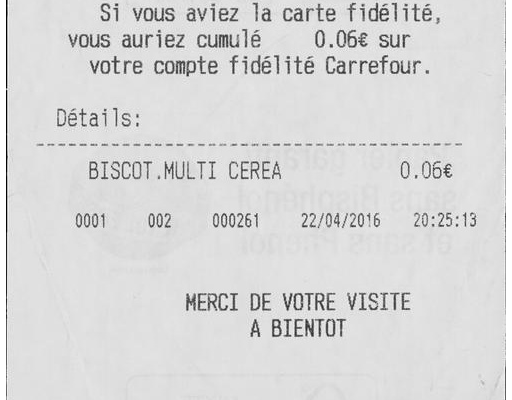 Si vous aviez la carte fidélité,
vous auriez cumulé 0.06€ sur
votre compte fidélité Carrefour.
Détails:
BISCOT.MULTI CEREA 0.06€
0001 002 000261 22/04/2016 20:25:13
MERCI DE VOTRE VISITE
A BIENTOT